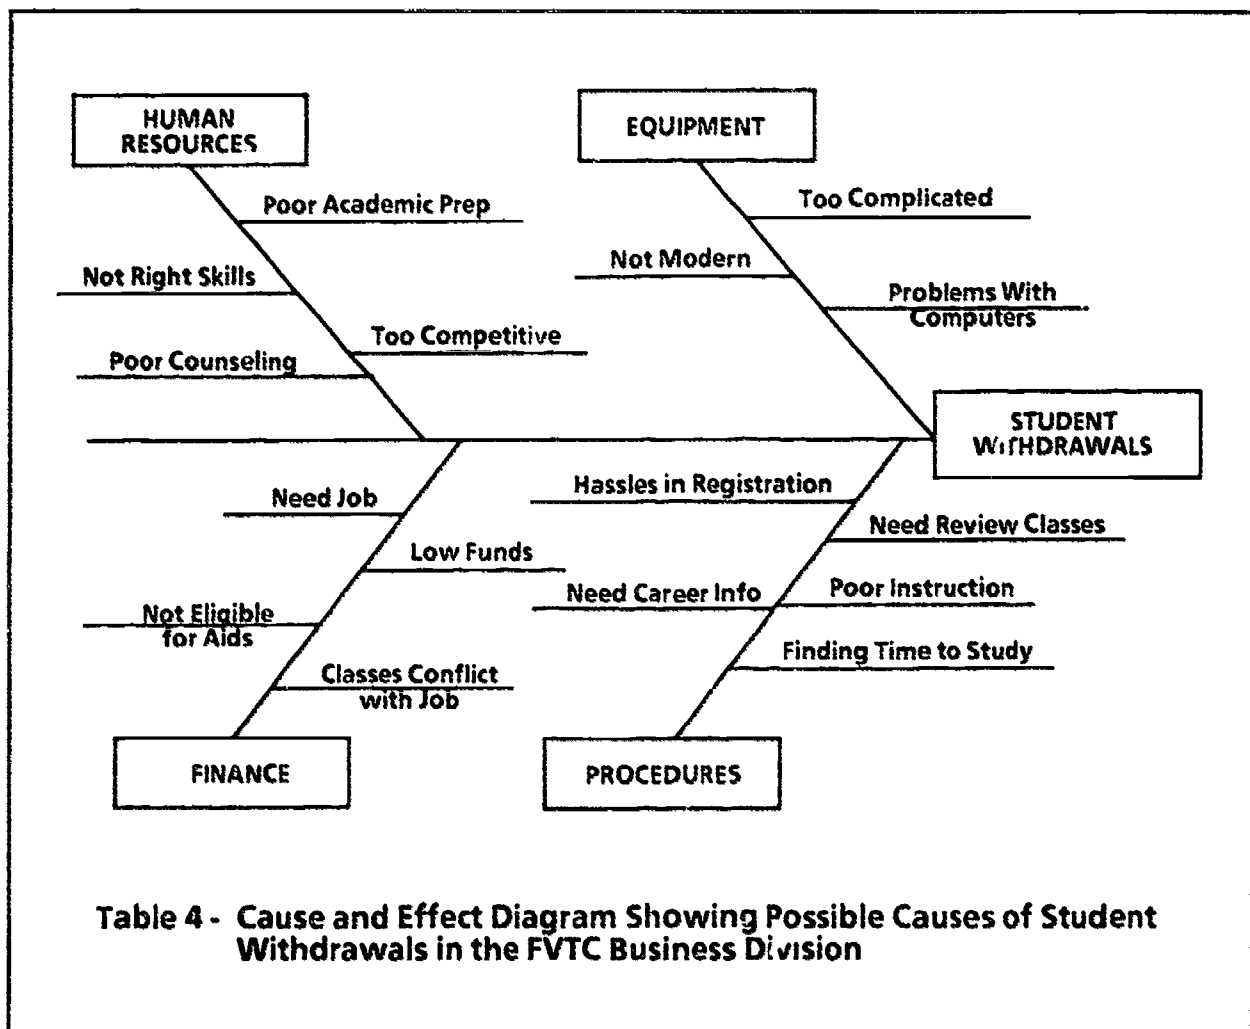 HUMAN
RESOURCES
EQUIPMENT
Poor Academic Prep
Too Complicated
Not Right Skills
Not Modern
Problems With
Computers
Too Competitive
Poor Counseling
STUDENT
WITHDRAWALS
Need Job
Hassles in Registration
Need Review Classes
Low Funds
Need Career Info
Poor Instruction
Not Eligible
for Aids
Finding Time to Study
Classes Conflict
with Job
FINANCE
PROCEDURES
Table 4 - Cause and Effect Diagram Showing Possible Causes of Student
Withdrawals in the FVTC Business Division